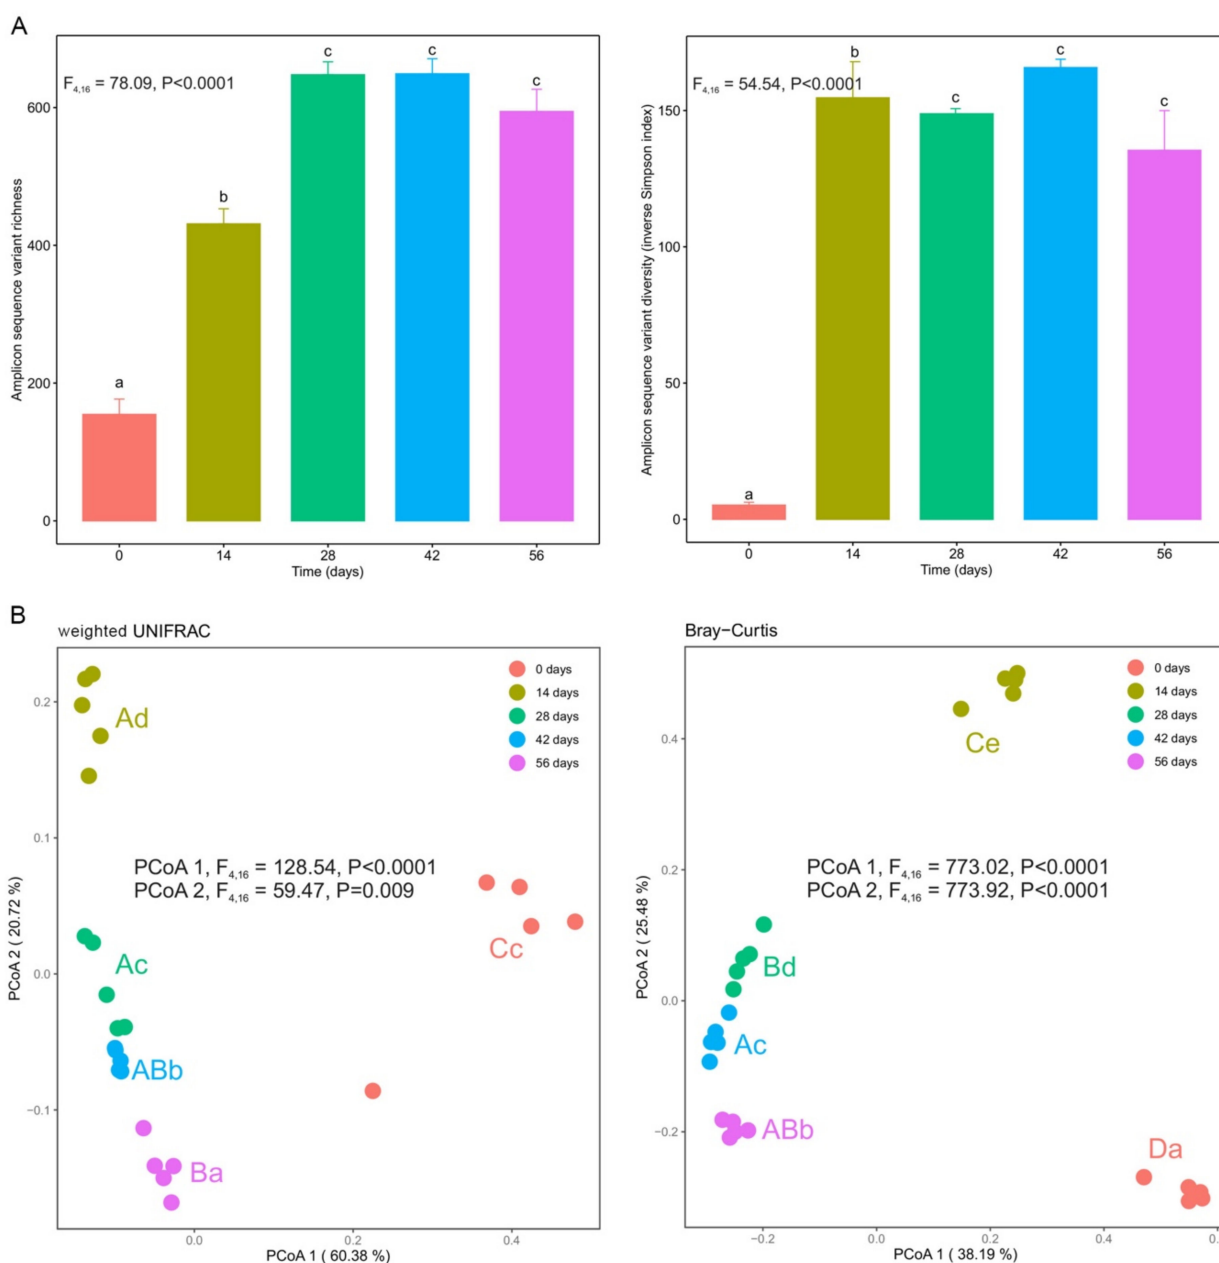 A
F4,16 = 78.09, P<0.0001
a
b
c
c
c
Amplicon sequence variant richness
600
400
200
0
0 14 28 42 56
Time (days)
F4,16 = 54.54, P<0.0001
a
b
c
c
c
Amplicon sequence variant diversity (inverse Simpson index)
150
100
50
0
0 14 28 42 56
Time (days)
B
weighted UNIFRAC
0 days
14 days
28 days
42 days
56 days
Ad
PCoA 1, F4,16 = 128.54, P<0.0001
PCoA 2, F4,16 = 59.47, P=0.009
Cc
Ac
ABb
Ba
PCoA 2 ( 20.72 %)
0.2
0.1
0.0
−0.1
0.0 0.2 0.4
PCoA 1 ( 60.38 %)
Bray−Curtis
0 days
14 days
28 days
42 days
56 days
Ce
PCoA 1, F4,16 = 773.02, P<0.0001
PCoA 2, F4,16 = 773.92, P<0.0001
Bd
Ac
ABb
Da
PCoA 2 ( 25.48 %)
0.4
0.2
0.0
−0.2
−0.2 0.0 0.2 0.4 0.6
PCoA 1 ( 38.19 %)